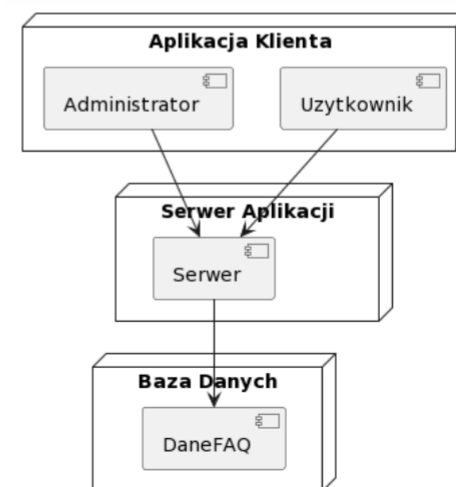 Aplikacja Klienta
Administrator
Uzytkownik
Serwer Aplikacji
Serwer
Baza Danych
DaneFAQ